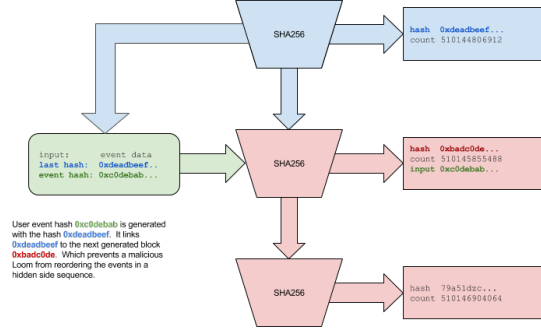 SHA256
hash 0xdeadbeef...
count 510144806912
input: event data
last hash: 0xdeadbeef..
event hash: 0xc0debab...
SHA256
hash 0xbadc0de...
count 510145855488
input 0xc0debab...
User event hash 0xc0debab is generated
with the hash 0xdeadbeef. It links
0xdeadbeef to the next generated block
0xbadc0de. Which prevents a malicious
Loom from reordering the events in a
hidden side sequence.
SHA256
hash 79a51dzc...
count 510146904064